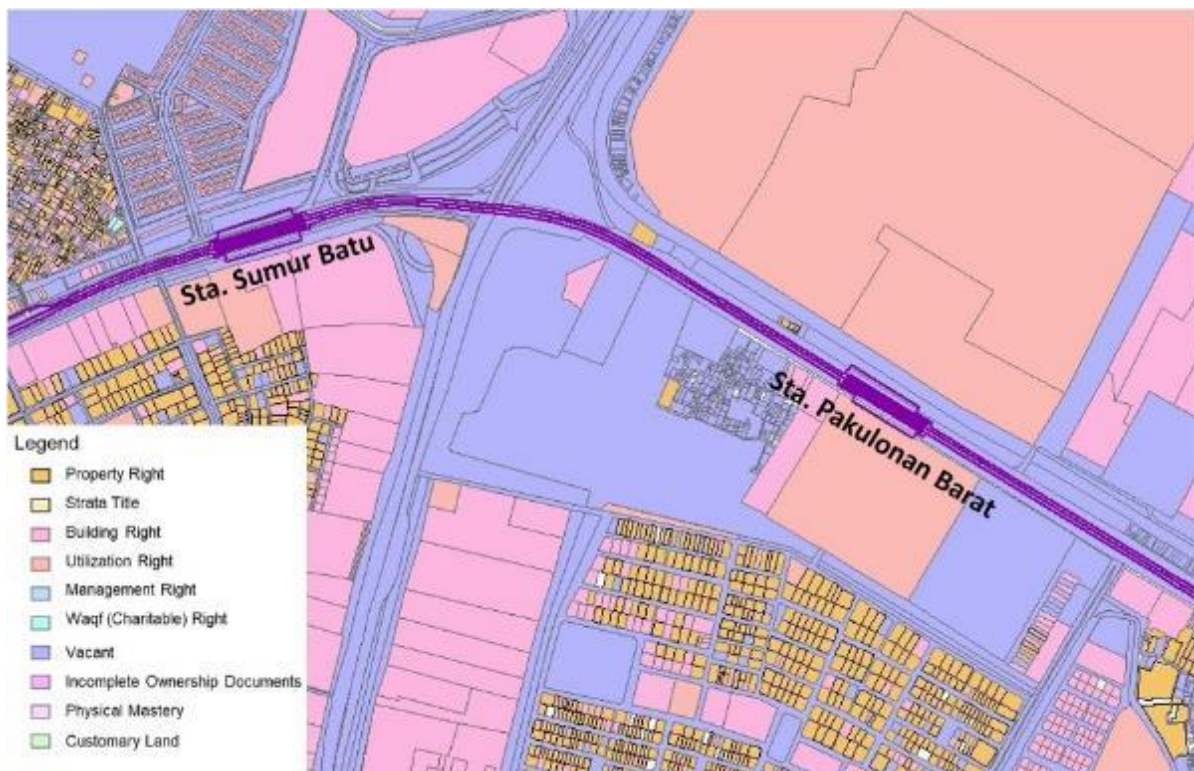 Sta. Sumur Batu
Sta. Pakulonan Barat
Legend
Property Right
Strata Title
Building Right
Utilization Right
Management Right
Waqf (Charitable) Right
Vacant
Incomplete Ownership Documents
Physical Mastery
Customary Land